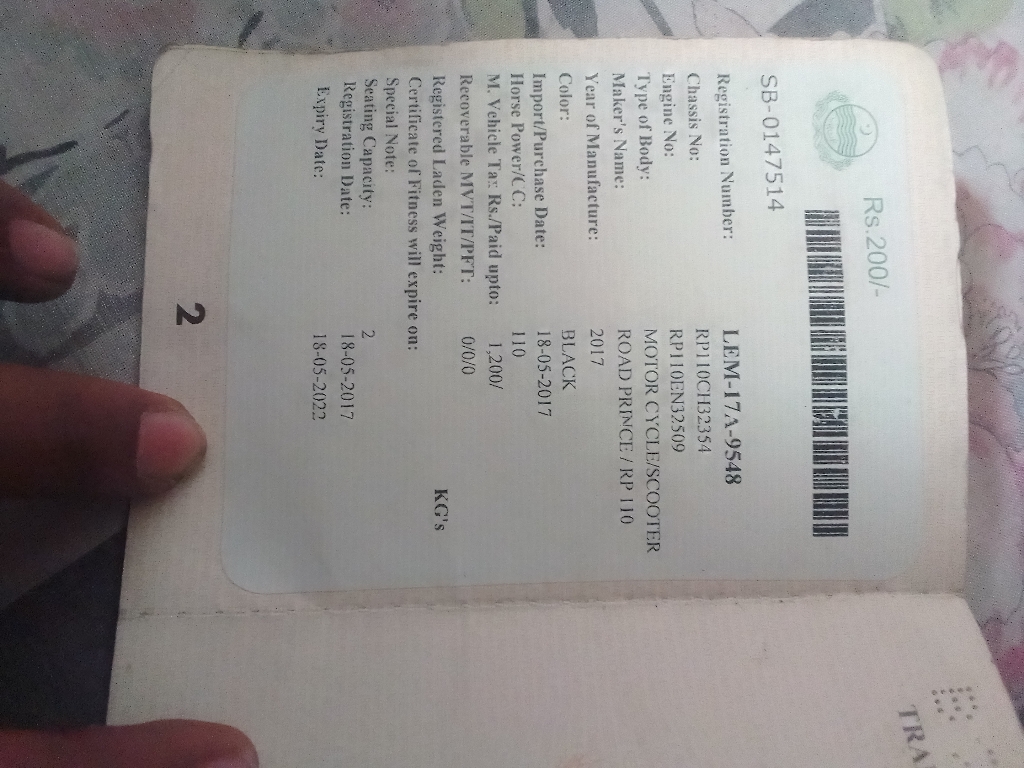 Rs.200/-
SB-0147514
Registration Number: LEM-17A-9548
Chassis No: RP110CH32354
Engine No: RP110EN32509
Type of Body: MOTOR CYCLE/SCOOTER
Maker's Name: ROAD PRINCE / RP 110
Year of Manufacture: 2017
Color: BLACK
Import/Purchase Date: 18-05-2017
Horse Power/CC: 110
M. Vehicle Tax Rs./Paid upto: 1,200/
Recoverable MVT/IT/PFT: 0/0/0
Registered Laden Weight: KG's
Certificate of Fitness will expire on:
Special Note:
Seating Capacity: 2
Registration Date: 18-05-2017
Expiry Date: 18-05-2022
2
TRA